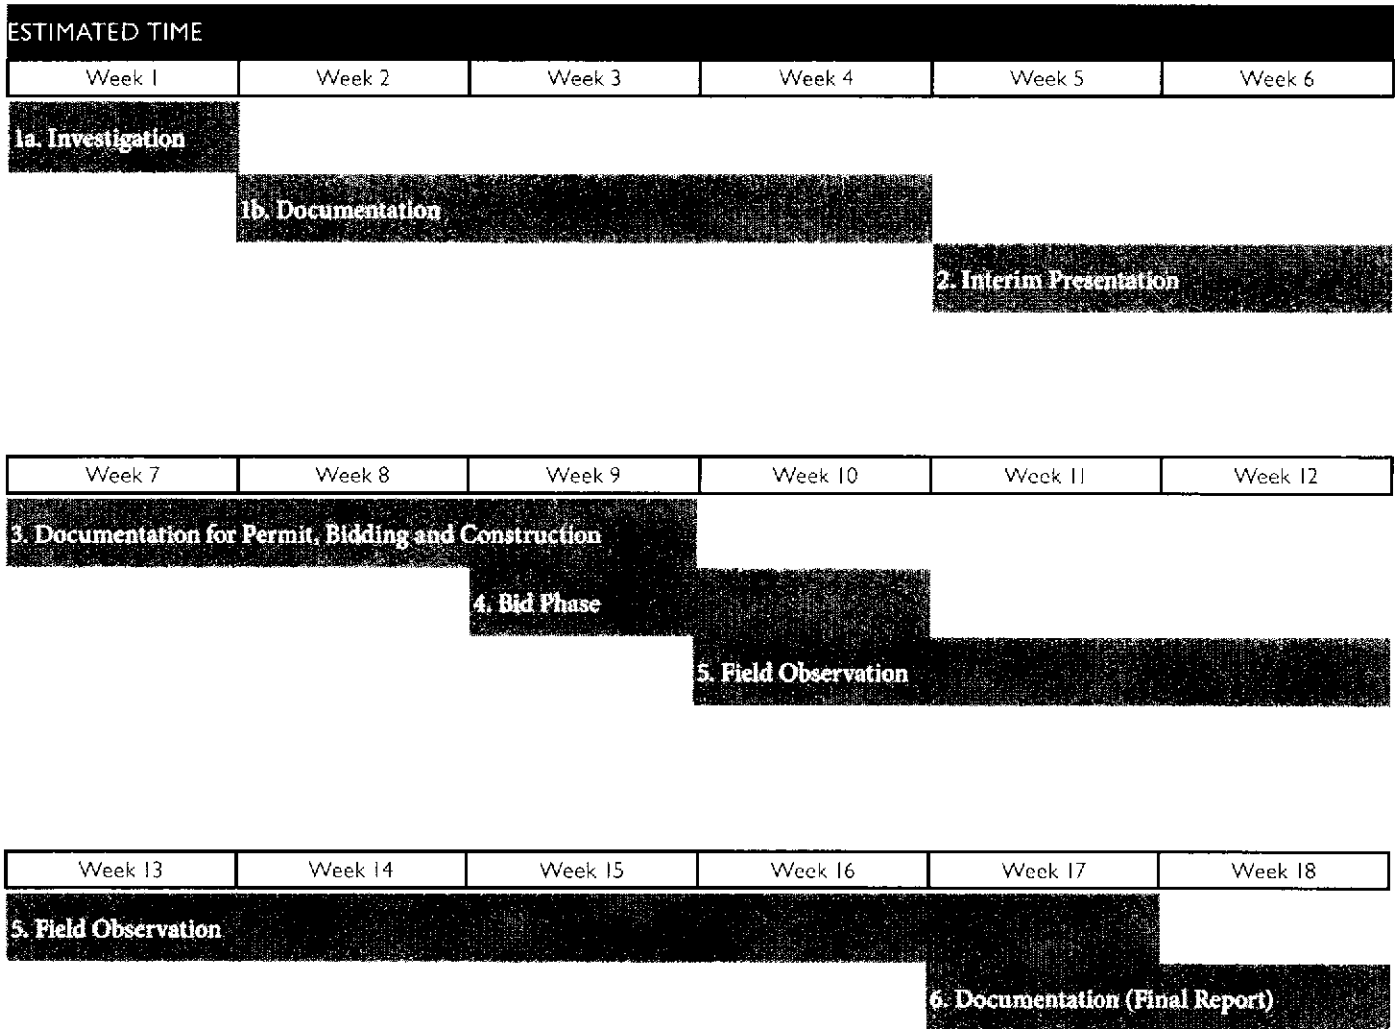 ESTIMATED TIME
Week 1 Week 2 Week 3 Week 4 Week 5 Week 6
1a. Investigation
1b. Documentation
2. Interim Presentation
Week 7 Week 8 Week 9 Week 10 Week 11 Week 12
3. Documentation for Permit, Bidding and Construction
4. Bid Phase
5. Field Observation
Week 13 Week 14 Week 15 Week 16 Week 17 Week 18
5. Field Observation
6. Documentation (Final Report)